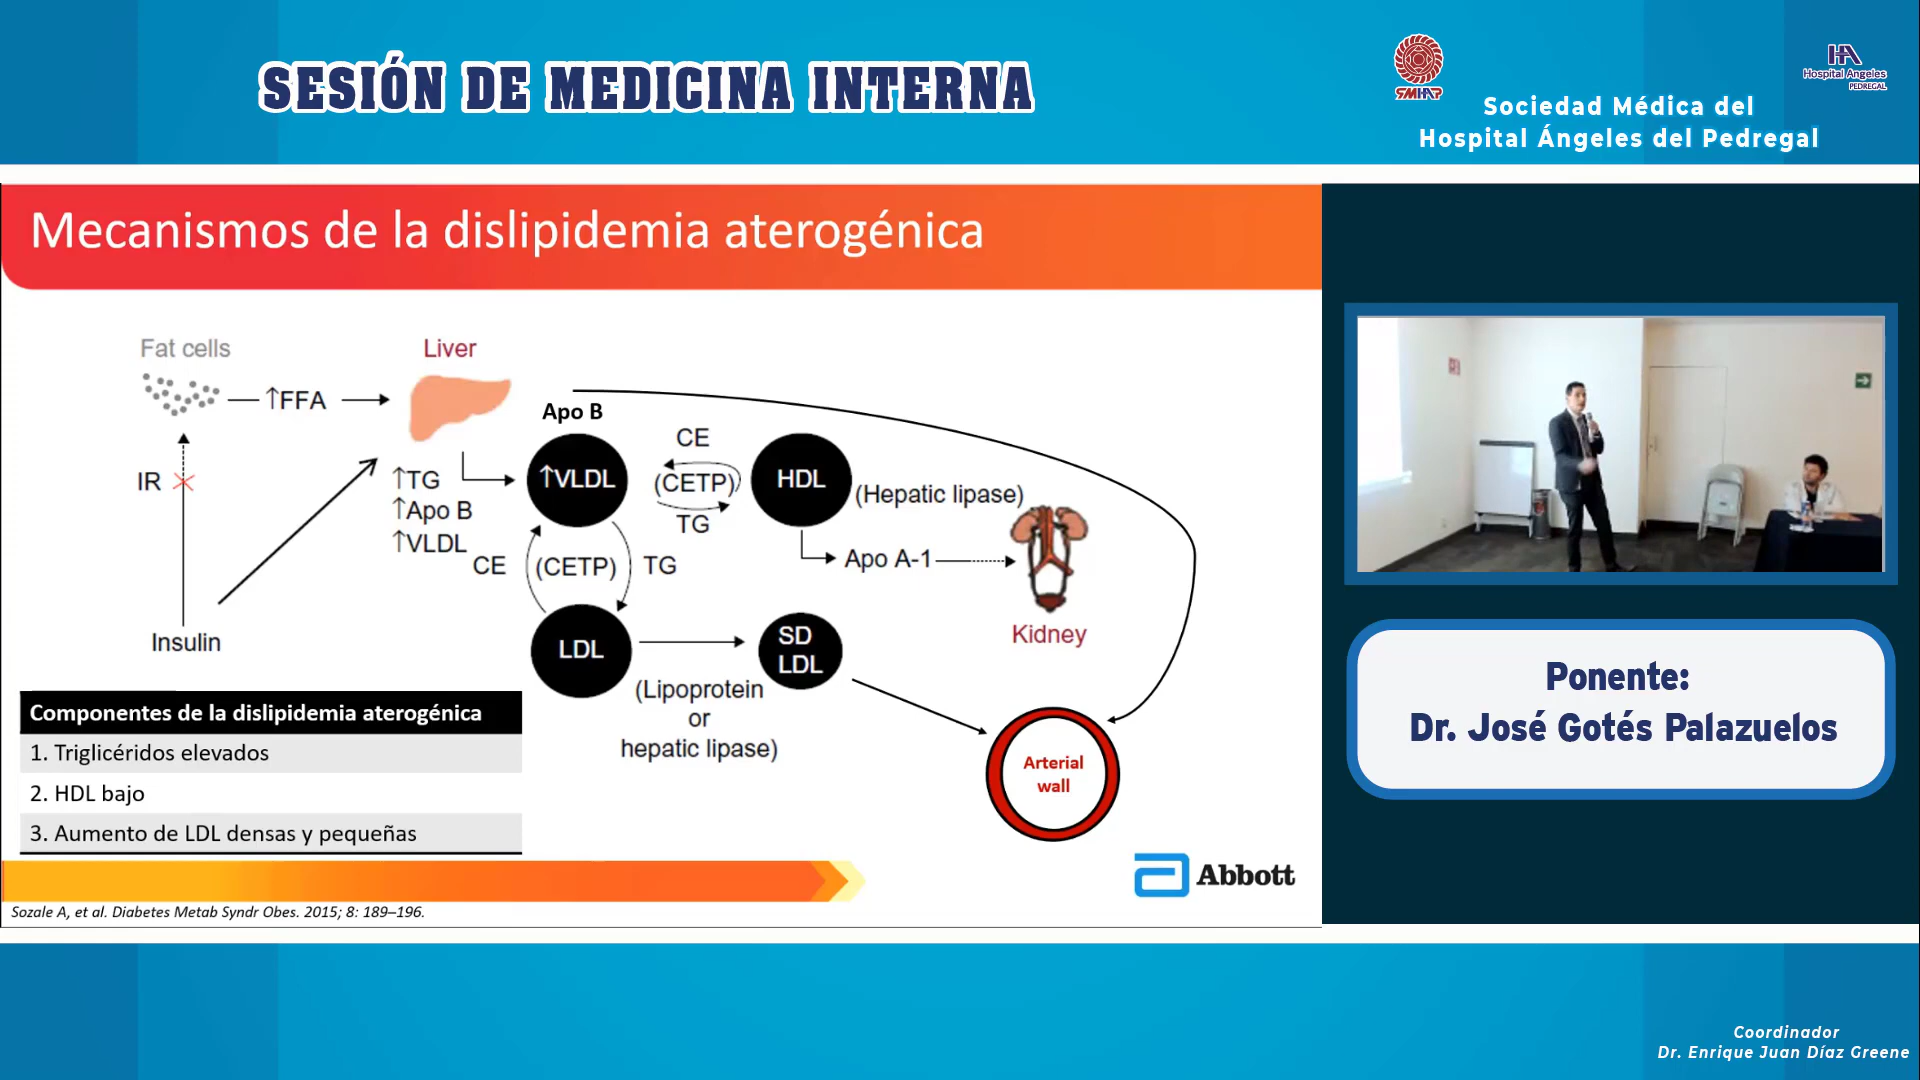 SESIÓN DE MEDICINA INTERNA
SMHAP
Sociedad Médica del
Hospital Ángeles del Pedregal
HA
Hospital Angeles
PEDREGAL
Mecanismos de la dislipidemia aterogénica
Fat cells
↑FFA
Liver
Apo B
IR
↑TG
↑Apo B
↑VLDL
↑VLDL
CE
(CETP)
TG
HDL
(Hepatic lipase)
CE
(CETP)
TG
Apo A-1
Kidney
Insulin
LDL
SD
LDL
(Lipoprotein
or
hepatic lipase)
Arterial
wall
Componentes de la dislipidemia aterogénica
1. Triglicéridos elevados
2. HDL bajo
3. Aumento de LDL densas y pequeñas
Abbott
Sozale A, et al. Diabetes Metab Syndr Obes. 2015; 8: 189–196.
Ponente:
Dr. José Gotés Palazuelos
Coordinador
Dr. Enrique Juan Díaz Greene